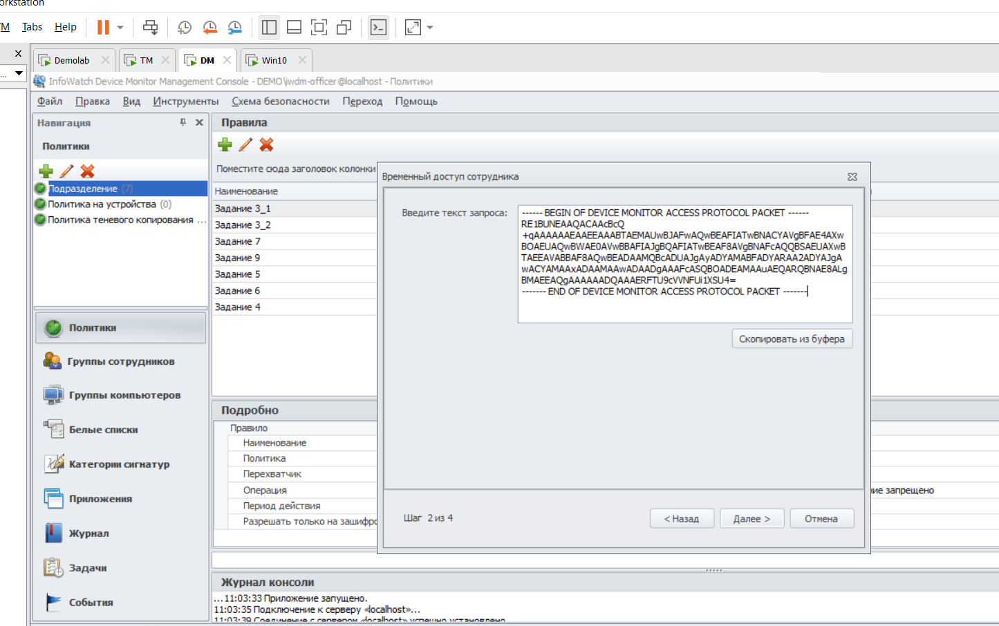 orkstation
M Tabs Help
Demolab TM DM Win10
InfoWatch Device Monitor Management Console - DEMO\iwdm-officer@localhost - Политики
Файл Правка Вид Инструменты Схема безопасности Переход Помощь
Навигация
Правила
Политики
Поместите сюда заголовок колонки
Временный доступ сотрудника
Подразделение (7)
Политика на устройства (0)
Политика теневого копирования ...
Наименование
Задание 3_1
Задание 3_2
Задание 7
Задание 9
Задание 5
Задание 6
Задание 4
Введите текст запроса:
------ BEGIN OF DEVICE MONITOR ACCESS PROTOCOL PACKET ------
RE1BUNEAAQACAAcBcQ
+qAAAAAAEAAEEAAABTAEMAUwBJAFwAQwBEAFIATwBNACYAVgBFAE4AXw
BOAEUAQwBWAE0AVwBBAFIAJgBQAFIATwBEAF8AVgBNAFcAQQBSAEUAXwB
TAEEAVABBAF8AQwBEADAAMQBcADUAJgAyADYAMABFADYARAA2ADYAJgA
wACYAMAAxADAAMAAwADAADgAAAFcASQBOADEAMAAuAEQARQBNAE8ALg
BMAEEAQgAAAAAADQAAAERFTU9cVVNFUi1XSU4=
------- END OF DEVICE MONITOR ACCESS PROTOCOL PACKET -------
Скопировать из буфера
Политики
Группы сотрудников
Группы компьютеров
Белые списки
Категории сигнатур
Приложения
Журнал
Задачи
События
Подробно
Правило
Наименование
Политика
Перехватчик
Операция
ие запрещено
Период действия
Разрешать только на зашифро
Шаг 2 из 4
< Назад Далее > Отмена
Журнал консоли
...11:03:33 Приложение запущено.
11:03:35 Подключение к серверу «localhost»...
11:03:39 Соединение с сервером «localhost» успешно установлено